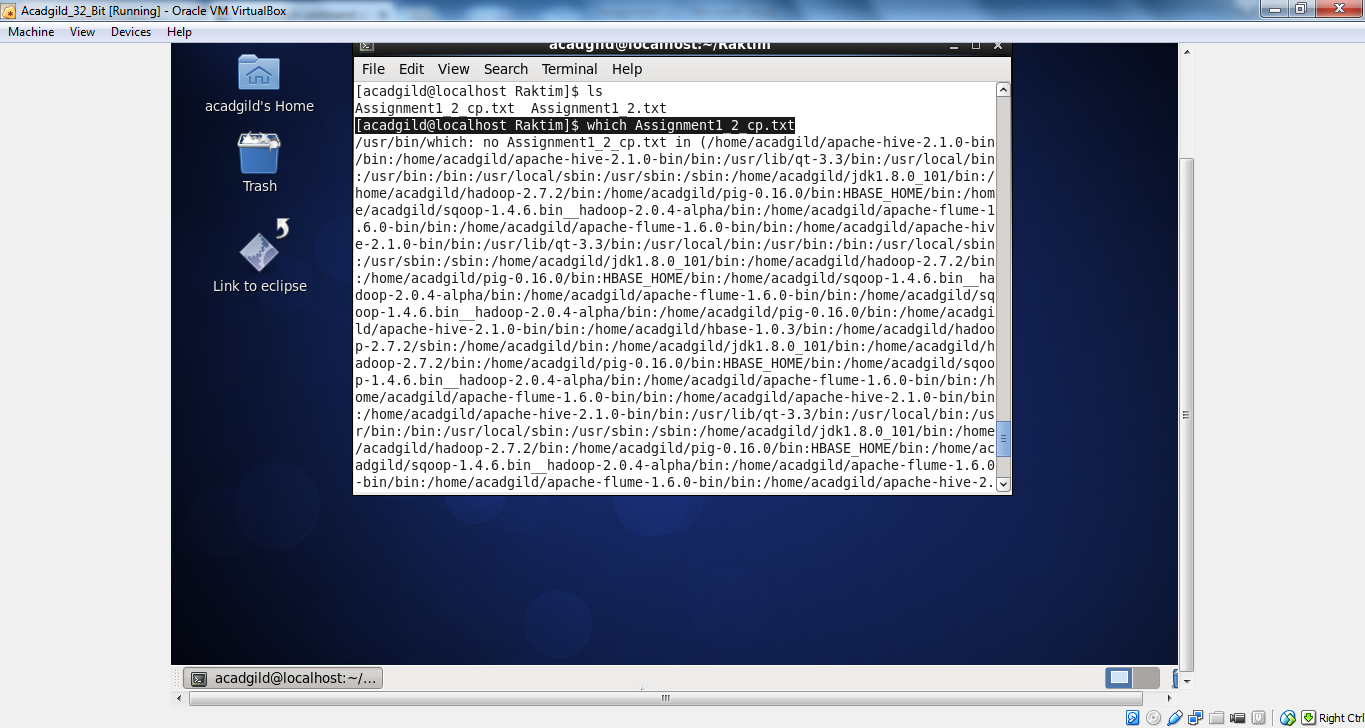 Acadgild_32_Bit [Running] - Oracle VM VirtualBox
Machine View Devices Help
acadgild's Home
Trash
Link to eclipse
acadgild@localhost:~/Raktim
File Edit View Search Terminal Help
[acadgild@localhost Raktim]$ ls
Assignment1_2_cp.txt  Assignment1_2.txt
[acadgild@localhost Raktim]$ which Assignment1_2_cp.txt
/usr/bin/which: no Assignment1_2_cp.txt in (/home/acadgild/apache-hive-2.1.0-bin
/bin:/home/acadgild/apache-hive-2.1.0-bin/bin:/usr/lib/qt-3.3/bin:/usr/local/bin
:/usr/bin:/bin:/usr/local/sbin:/usr/sbin:/sbin:/home/acadgild/jdk1.8.0_101/bin:/
home/acadgild/hadoop-2.7.2/bin:/home/acadgild/pig-0.16.0/bin:HBASE_HOME/bin:/hom
e/acadgild/sqoop-1.4.6.bin__hadoop-2.0.4-alpha/bin:/home/acadgild/apache-flume-1
.6.0-bin/bin:/home/acadgild/apache-flume-1.6.0-bin/bin:/home/acadgild/apache-hiv
e-2.1.0-bin/bin:/usr/lib/qt-3.3/bin:/usr/local/bin:/usr/bin:/bin:/usr/local/sbin
:/usr/sbin:/sbin:/home/acadgild/jdk1.8.0_101/bin:/home/acadgild/hadoop-2.7.2/bin
:/home/acadgild/pig-0.16.0/bin:HBASE_HOME/bin:/home/acadgild/sqoop-1.4.6.bin__ha
doop-2.0.4-alpha/bin:/home/acadgild/apache-flume-1.6.0-bin/bin:/home/acadgild/sq
oop-1.4.6.bin__hadoop-2.0.4-alpha/bin:/home/acadgild/pig-0.16.0/bin:/home/acadgi
ld/apache-hive-2.1.0-bin/bin:/home/acadgild/hbase-1.0.3/bin:/home/acadgild/hadoo
p-2.7.2/sbin:/home/acadgild/bin:/home/acadgild/jdk1.8.0_101/bin:/home/acadgild/h
adoop-2.7.2/bin:/home/acadgild/pig-0.16.0/bin:HBASE_HOME/bin:/home/acadgild/sqoo
p-1.4.6.bin__hadoop-2.0.4-alpha/bin:/home/acadgild/apache-flume-1.6.0-bin/bin:/h
ome/acadgild/apache-flume-1.6.0-bin/bin:/home/acadgild/apache-hive-2.1.0-bin/bin
:/home/acadgild/apache-hive-2.1.0-bin/bin:/usr/lib/qt-3.3/bin:/usr/local/bin:/us
r/bin:/bin:/usr/local/sbin:/usr/sbin:/sbin:/home/acadgild/jdk1.8.0_101/bin:/home
/acadgild/hadoop-2.7.2/bin:/home/acadgild/pig-0.16.0/bin:HBASE_HOME/bin:/home/ac
adgild/sqoop-1.4.6.bin__hadoop-2.0.4-alpha/bin:/home/acadgild/apache-flume-1.6.0
-bin/bin:/home/acadgild/apache-flume-1.6.0-bin/bin:/home/acadgild/apache-hive-2.
acadgild@localhost:~/...
Right Ctrl